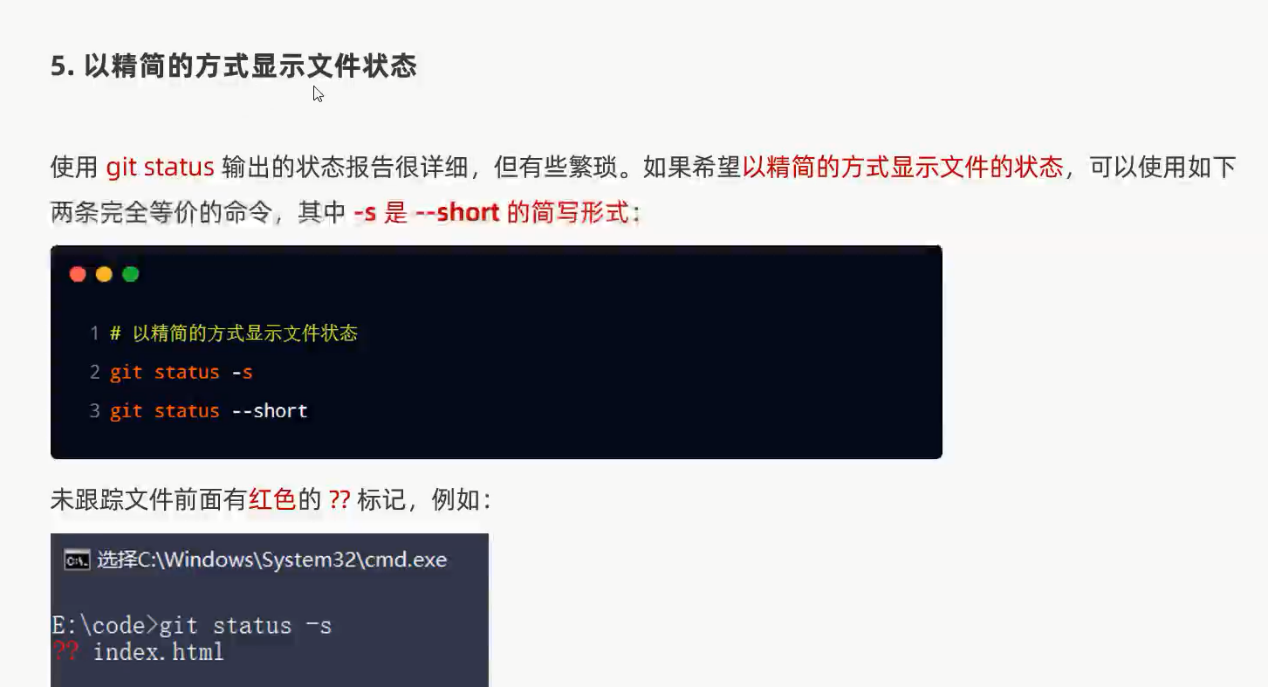 5. 以精简的方式显示文件状态
使用 git status 输出的状态报告很详细，但有些繁琐。如果希望以精简的方式显示文件的状态，可以使用如下
两条完全等价的命令，其中 -s 是 --short 的简写形式：
1 # 以精简的方式显示文件状态
2 git status -s
3 git status --short
未跟踪文件前面有红色的 ?? 标记，例如：
C:\. 选择C:\Windows\System32\cmd.exe
E:\code>git status -s
?? index.html